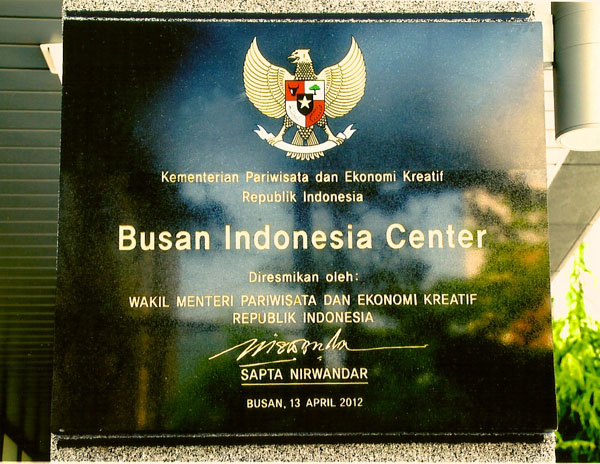 Kementerian Pariwisata dan Ekonomi Kreatif
Republik Indonesia
Busan Indonesia Center
Diresmikan oleh:
WAKIL MENTERI PARIWISATA DAN EKONOMI KREATIF
REPUBLIK INDONESIA
SAPTA NIRWANDAR
BUSAN, 13 APRIL 2012